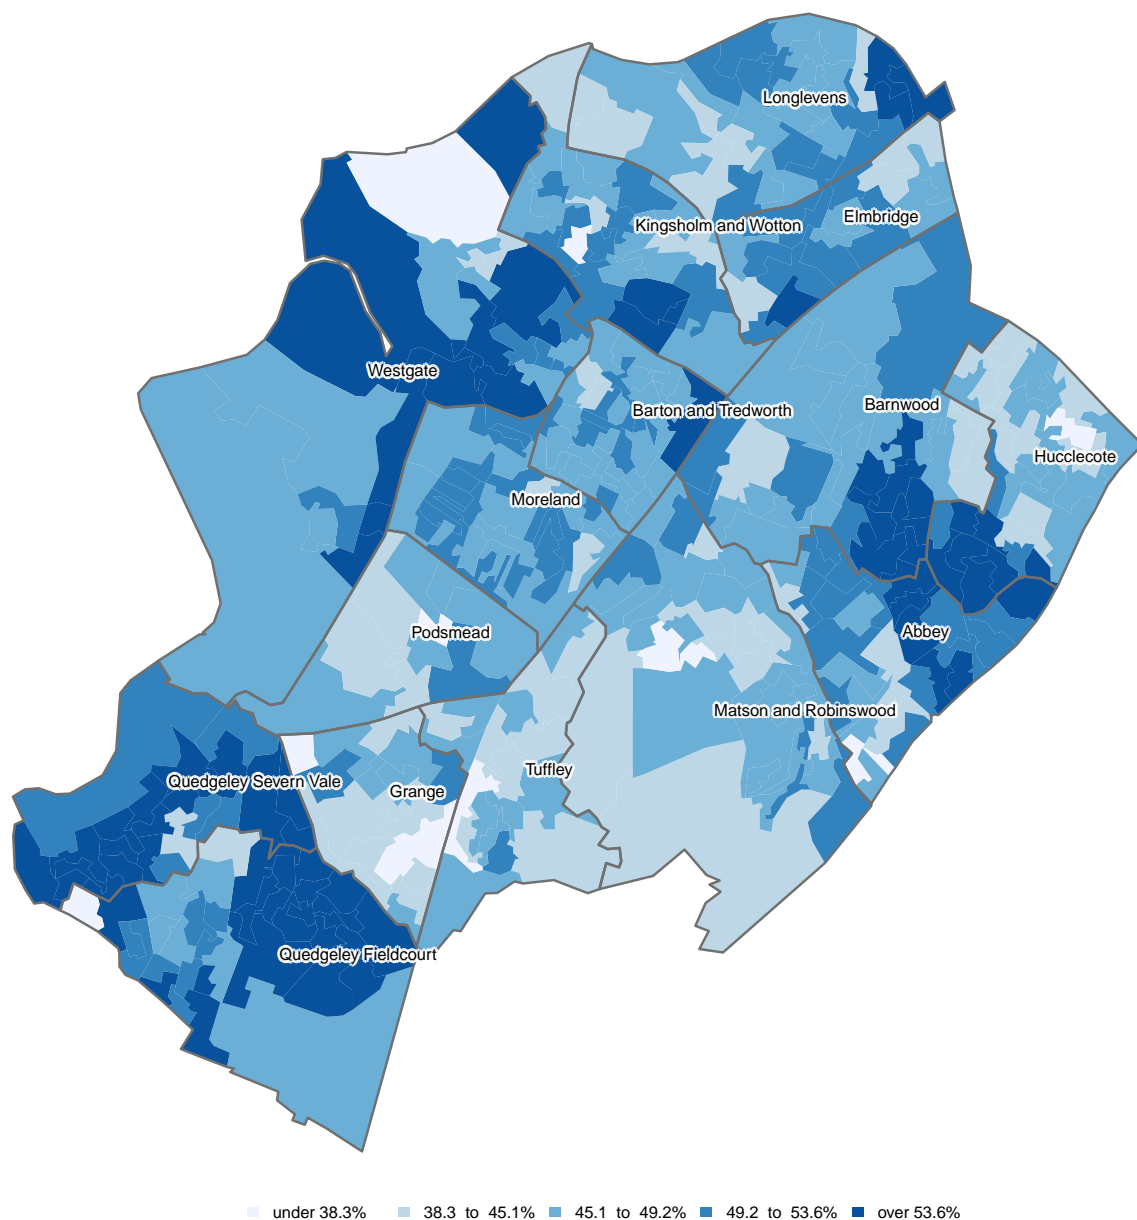 Longlevens
Elmbridge
Kingsholm and Wotton
Westgate
Barnwood
Barton and Tredworth
Hucclecote
Moreland
Podsmead
Abbey
Matson and Robinswood
Tuffley
Quedgeley Severn Vale
Grange
Quedgeley Fieldcourt
under 38.3% 38.3 to 45.1% 45.1 to 49.2% 49.2 to 53.6% over 53.6%